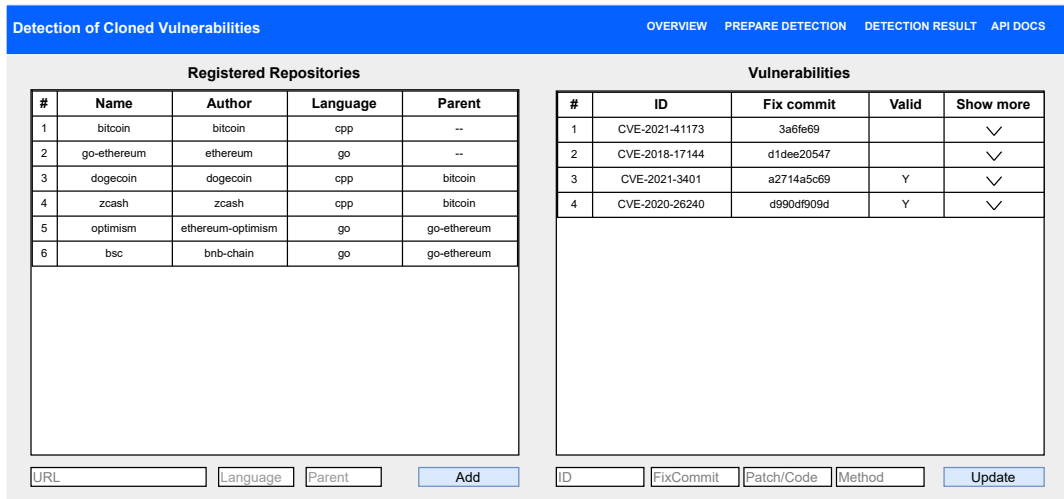 Detection of Cloned Vulnerabilities OVERVIEW PREPARE DETECTION DETECTION RESULT API DOCS
Registered Repositories
# Name Author Language Parent
1 bitcoin bitcoin cpp --
2 go-ethereum ethereum go --
3 dogecoin dogecoin cpp bitcoin
4 zcash zcash cpp bitcoin
5 optimism ethereum-optimism go go-ethereum
6 bsc bnb-chain go go-ethereum
URL Language Parent Add
Vulnerabilities
# ID Fix commit Valid Show more
1 CVE-2021-41173 3a6fe69
2 CVE-2018-17144 d1dee20547
3 CVE-2021-3401 a2714a5c69 Y
4 CVE-2020-26240 d990df909d Y
ID FixCommit Patch/Code Method Update